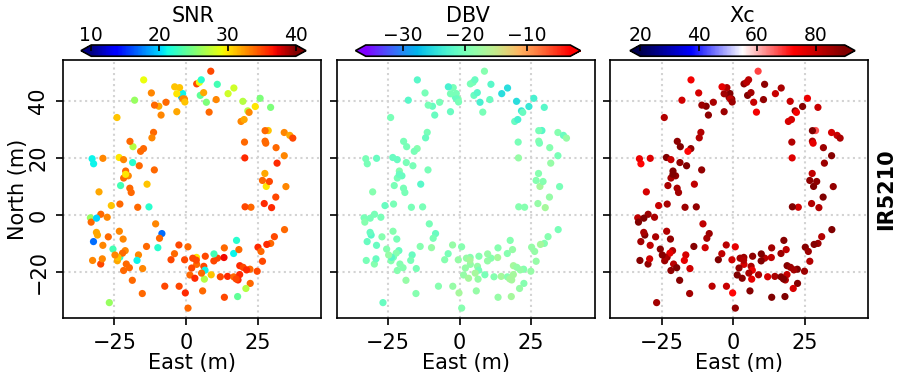 SNR DBV Xc
10 20 30 40 −30 −20 −10 20 40 60 80
40
20
0
−20
North (m)
IR5210
−25 0 25 −25 0 25 −25 0 25
East (m) East (m) East (m)